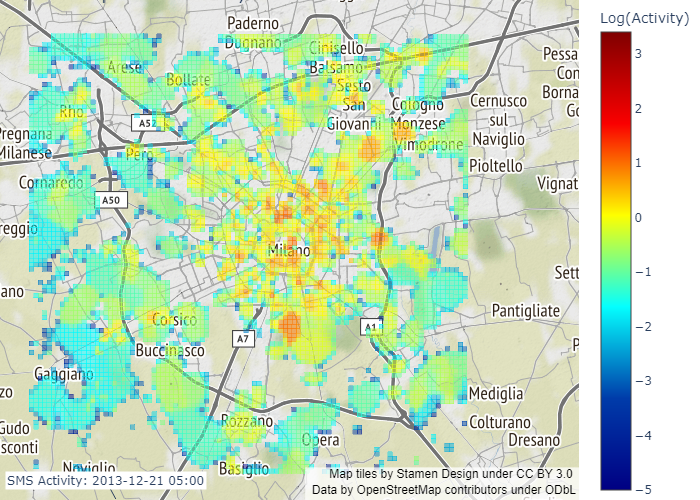 Log(Activity)
3
2
1
0
−1
−2
−3
−4
−5
Paderno
Dugnano
Cinisello
Balsamo
Arese
Bollate
Sesto
San
Giovanni
Cologno
Monzese
Vimodrone
Cernusco
sul
Naviglio
Pessa
Con
Borna
Go
Rho
A52
Pregnana
Milanese
Pero
Pioltello
Cornaredo
Vignat
A50
reggio
Milano
Sett
ano
Corsico
Pantigliate
A7
A1
Buccinasco
P
Gaggiano
zo
Mediglia
Rozzano
Colturano
Gudo
sconti
Opera
Dresano
Noviglio
Basiglio
SMS Activity: 2013-12-21 05:00
Map tiles by Stamen Design under CC BY 3.0
Data by OpenStreetMap contributors under ODbL